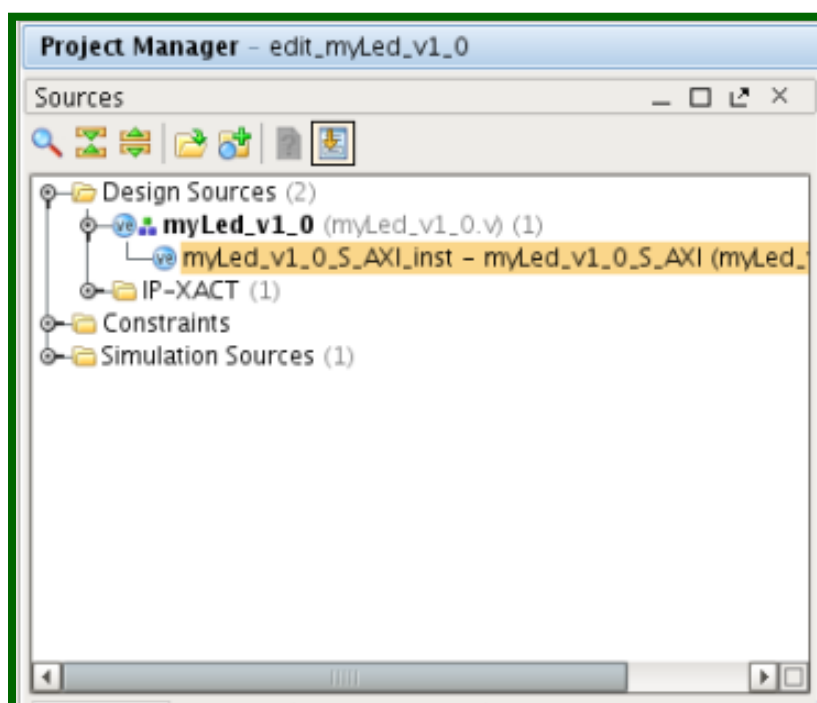 Project Manager - edit_myLed_v1_0
Sources
Design Sources (2)
myLed_v1_0 (myLed_v1_0.v) (1)
myLed_v1_0_S_AXI_inst - myLed_v1_0_S_AXI (myLed_
IP-XACT (1)
Constraints
Simulation Sources (1)